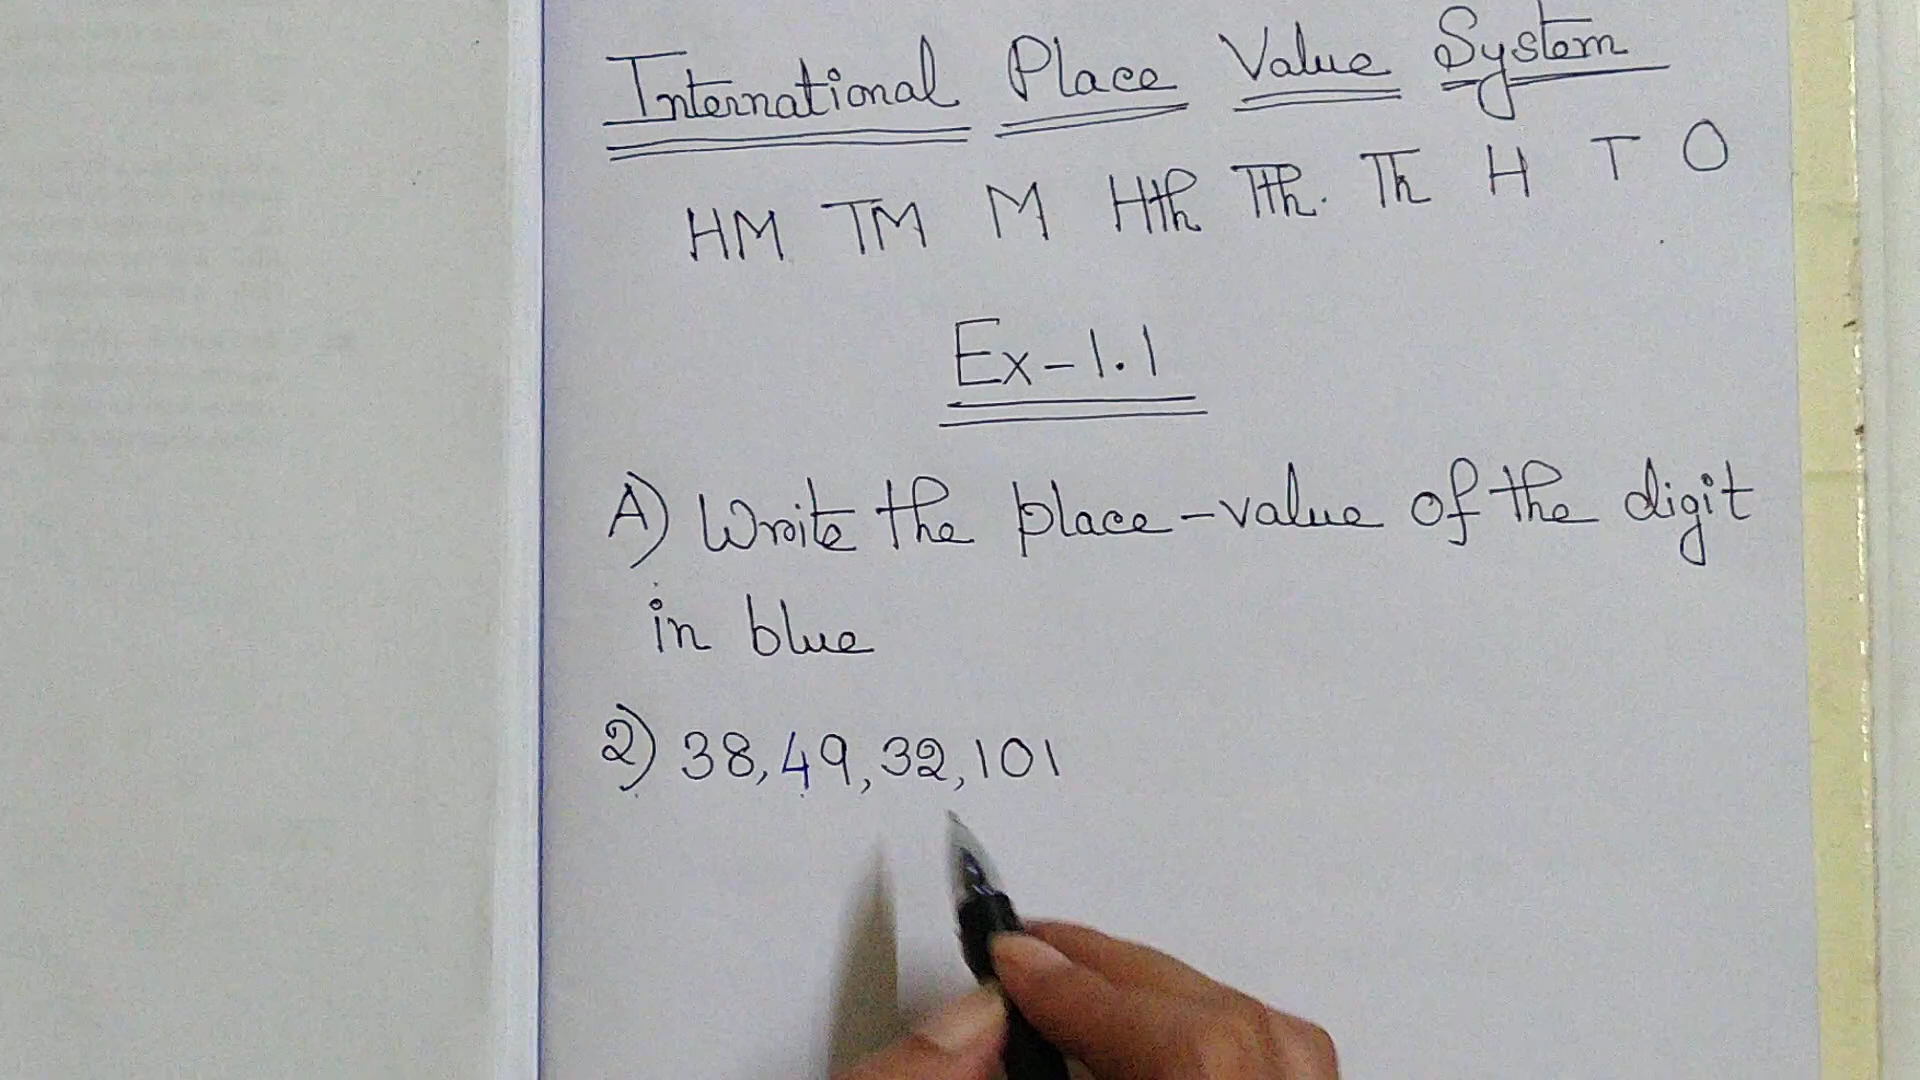 International Place Value System
HM TM M Hth Tth. Th H T O
Ex-1.1
A) Write the place-value of the digit
in blue
2) 38,49,32,101